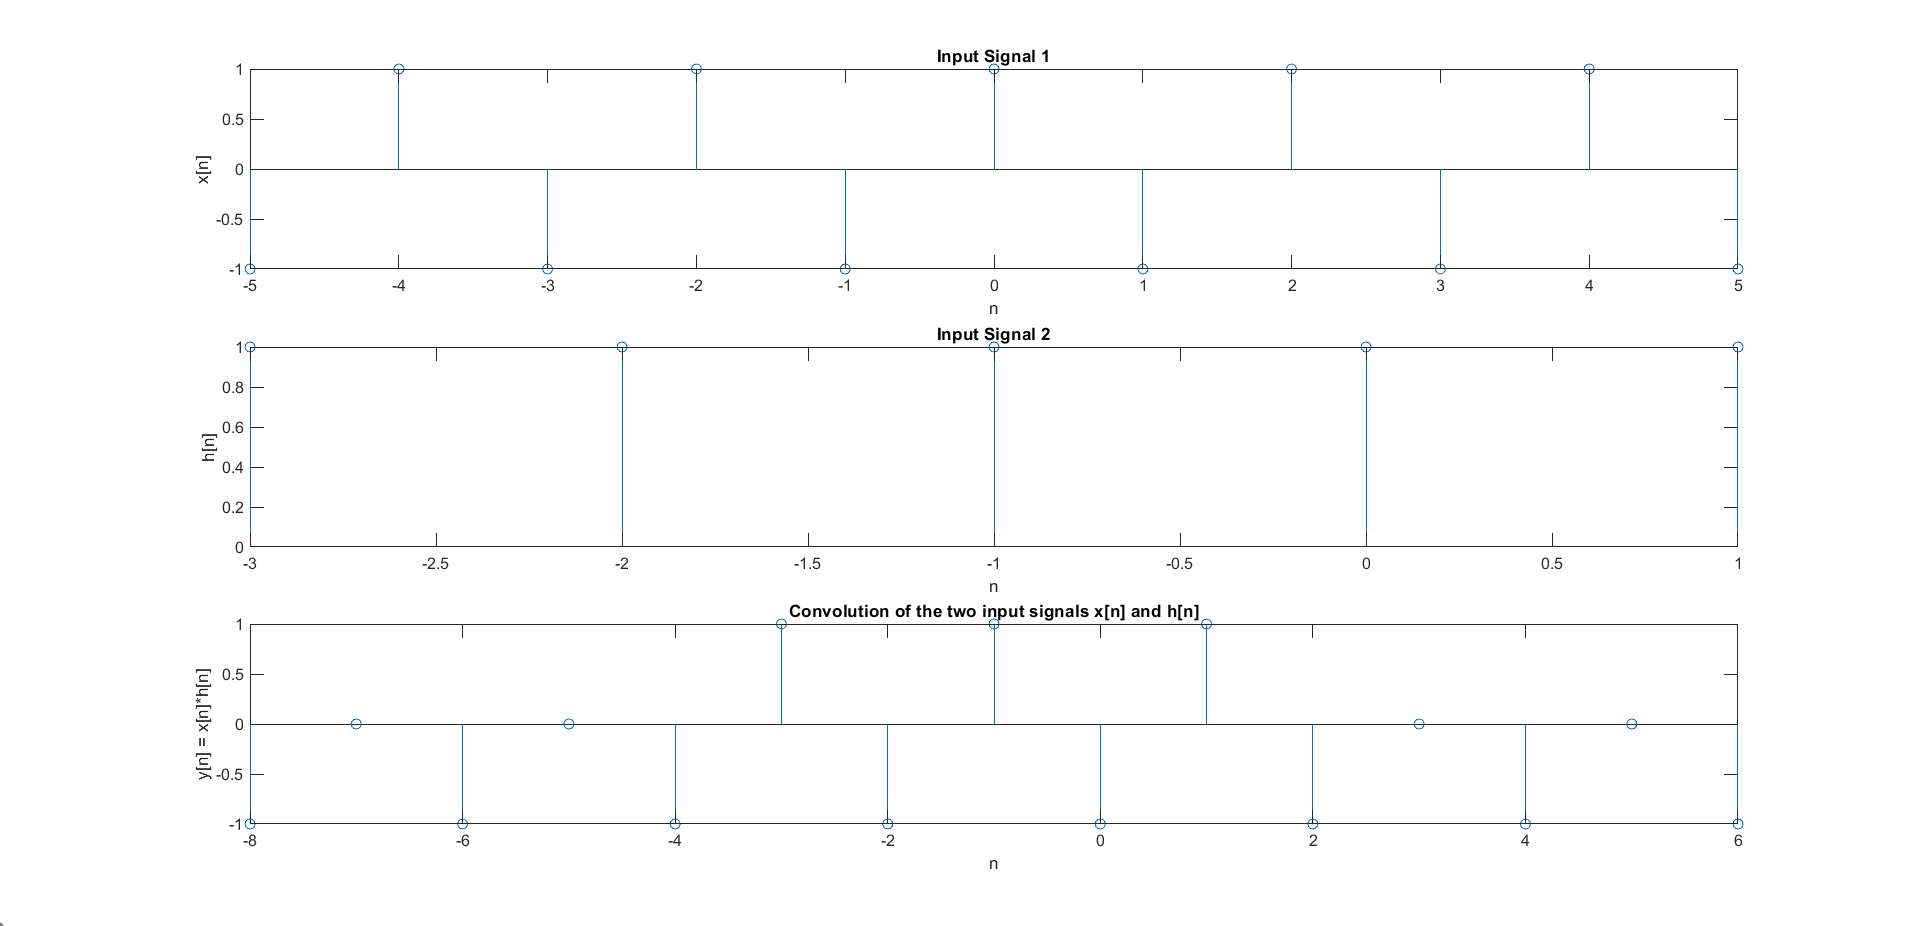 Input Signal 1
1
0.5
0
-0.5
-1
x[n]
-5 -4 -3 -2 -1 0 1 2 3 4 5
n
Input Signal 2
1
0.8
0.6
0.4
0.2
0
h[n]
-3 -2.5 -2 -1.5 -1 -0.5 0 0.5 1
n
Convolution of the two input signals x[n] and h[n]
1
0.5
0
-0.5
-1
y[n] = x[n]*h[n]
-8 -6 -4 -2 0 2 4 6
n